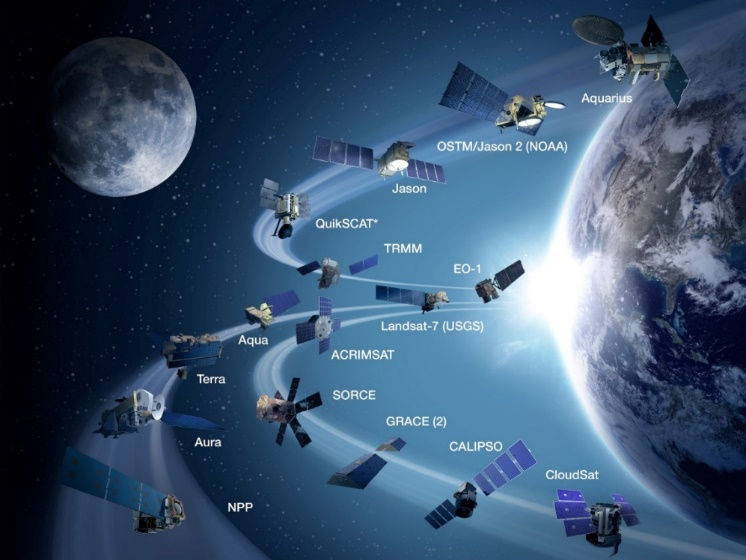 Aquarius
OSTM/Jason 2 (NOAA)
Jason
QuikSCAT*
TRMM
EO-1
Landsat-7 (USGS)
Aqua
ACRIMSAT
Terra
SORCE
GRACE (2)
Aura
CALIPSO
CloudSat
NPP